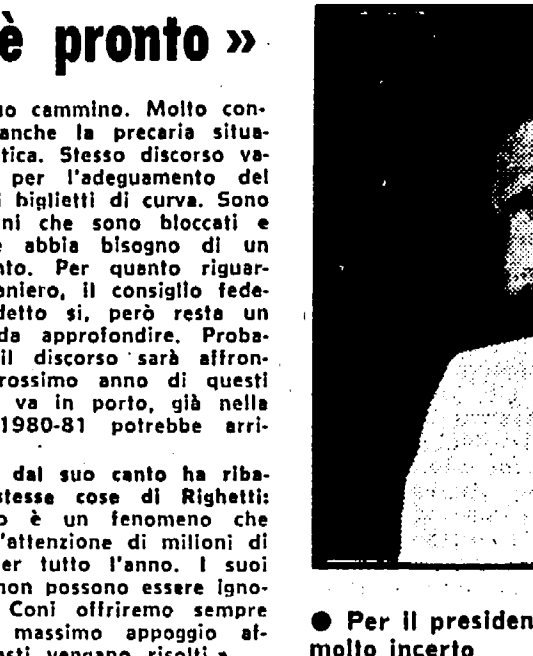 è pronto »
uo cammino. Molto con-
anche la precaria situa-
tica. Stesso discorso va-
per l'adeguamento del
i biglietti di curva. Sono
ni che sono bloccati e
e abbia bisogno di un
nto. Per quanto riguar-
aniero, il consiglio fede-
detto sì, però resta un
da approfondire. Proba-
il discorso sarà affron-
rossimo anno di questi
va in porto, già nella
1980-81 potrebbe arri-
dal suo canto ha riba-
stesse cose di Righetti:
o è un fenomeno che
l'attenzione di milioni di
er tutto l'anno. I suoi
non possono essere igno-
Coni offriremo sempre
massimo appoggio af-
asti vengano risolti »
● Per il presiden
molto incerto